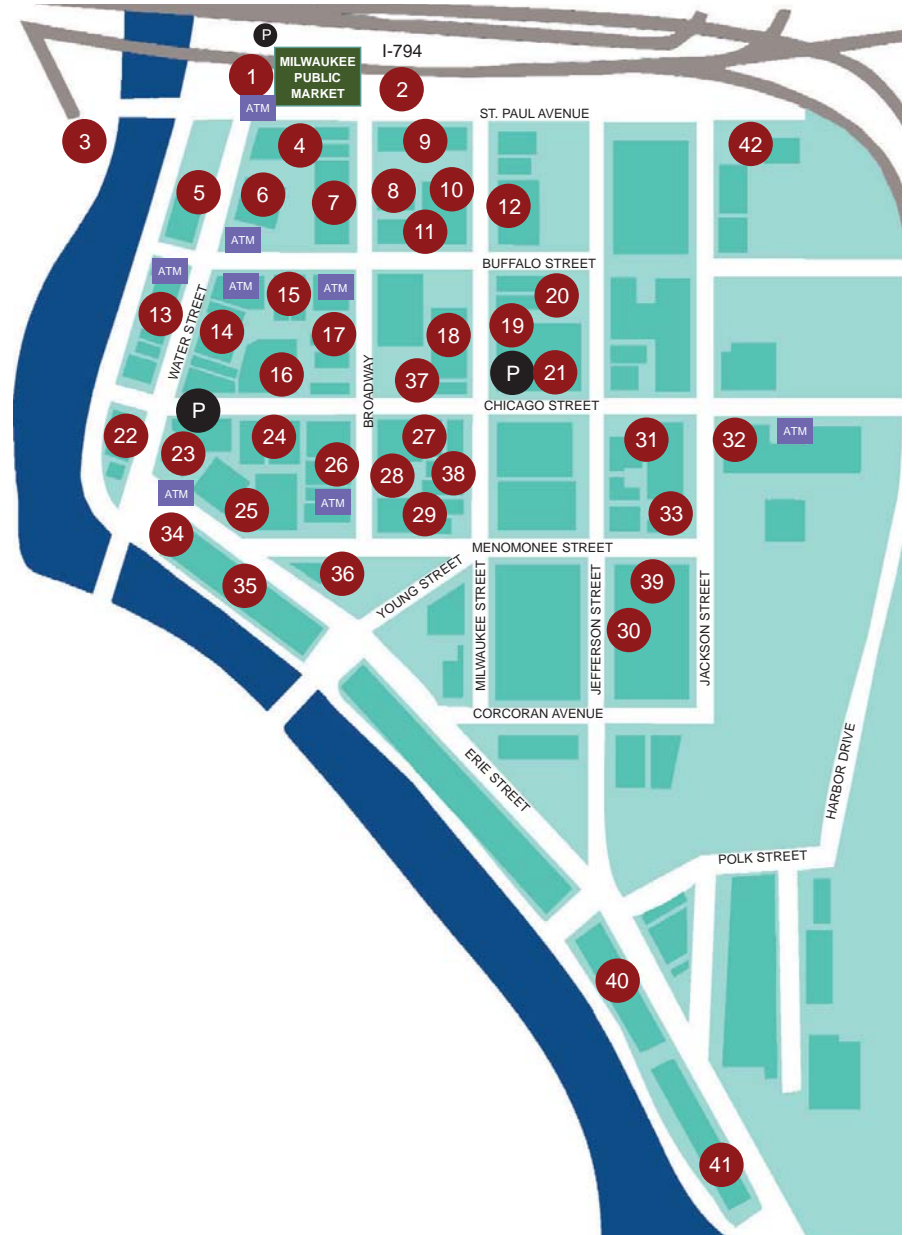 P
I-794
MILWAUKEE
PUBLIC
MARKET
1
2
ATM
ST. PAUL AVENUE
3
4
9
42
5
6
7
8
10
12
11
ATM
BUFFALO STREET
ATM
ATM
15
ATM
20
13
14
17
18
19
WATER STREET
16
BROADWAY
37
P
21
P
CHICAGO STREET
22
23
24
27
31
32
ATM
26
28
38
25
ATM
ATM
29
33
34
MENOMONEE STREET
35
36
YOUNG STREET
39
30
MILWAUKEE STREET
JEFFERSON STREET
JACKSON STREET
CORCORAN AVENUE
ERIE STREET
HARBOR DRIVE
POLK STREET
40
41